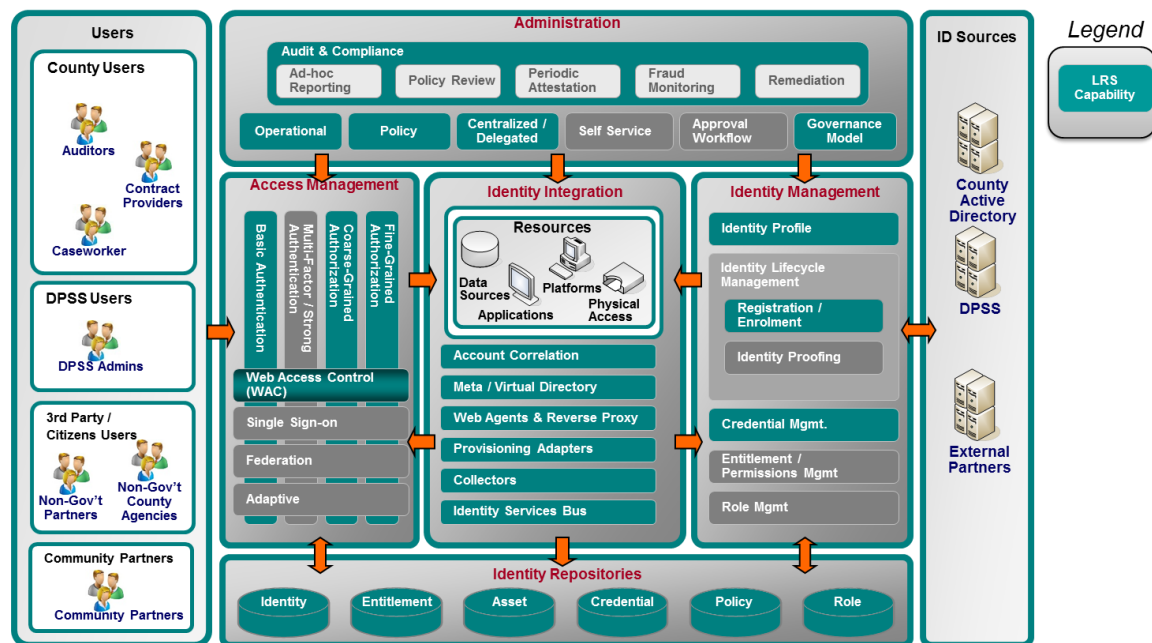 Users
County Users
Auditors
Contract
Providers
Caseworker
DPSS Users
DPSS Admins
3rd Party /
Citizens Users
Non-Gov't
Partners
Non-Gov't
County
Agencies
Community Partners
Community Partners
Administration
Audit & Compliance
Ad-hoc
Reporting
Policy Review
Periodic
Attestation
Fraud
Monitoring
Remediation
Operational
Policy
Centralized /
Delegated
Self Service
Approval
Workflow
Governance
Model
Access Management
Basic Authentication
Multi-Factor / Strong
Authentication
Coarse-Grained
Authorization
Fine-Grained
Authorization
Web Access Control
(WAC)
Single Sign-on
Federation
Adaptive
Identity Integration
Resources
Data
Sources
Platforms
Applications
Physical
Access
Account Correlation
Meta / Virtual Directory
Web Agents & Reverse Proxy
Provisioning Adapters
Collectors
Identity Services Bus
Identity Management
Identity Profile
Identity Lifecycle
Management
Registration /
Enrolment
Identity Proofing
Credential Mgmt.
Entitlement /
Permissions Mgmt
Role Mgmt
Identity Repositories
Identity
Entitlement
Asset
Credential
Policy
Role
ID Sources
County
Active
Directory
DPSS
External
Partners
Legend
LRS
Capability